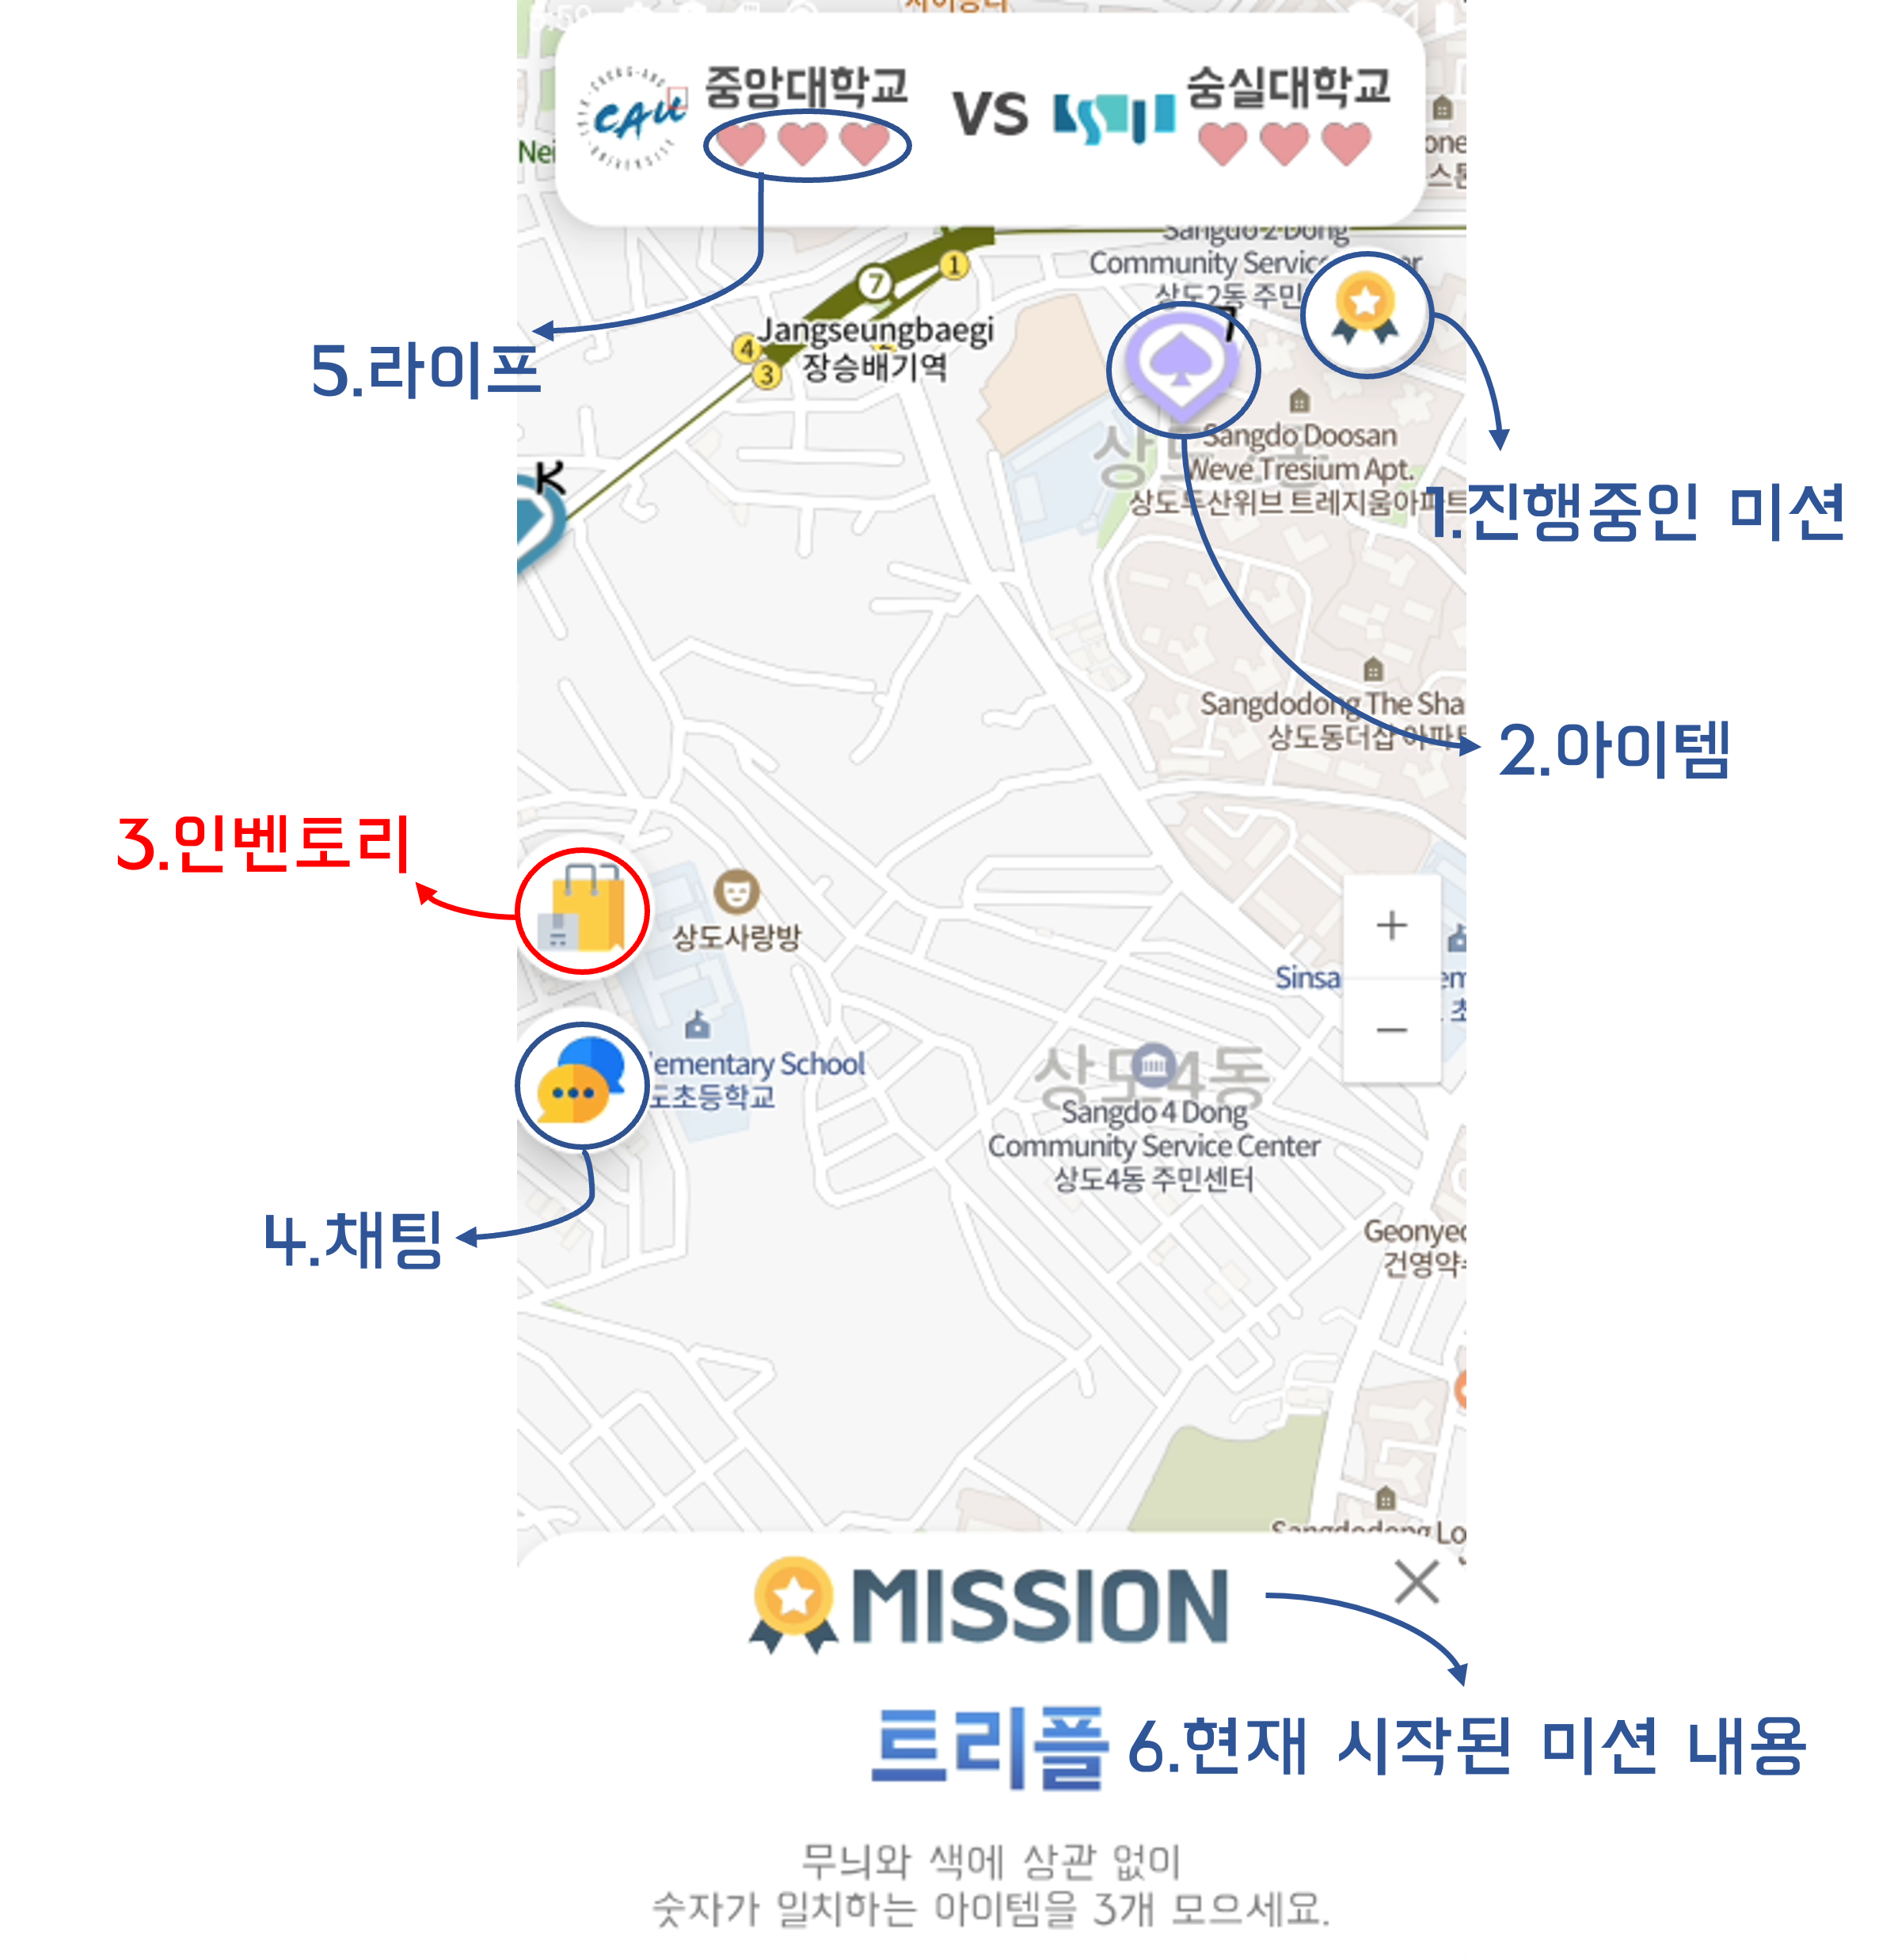 중앙대학교
CAU
VS
숭실대학교
Sangdo 2 Dong
Community Service
상도2동 주민
7
1
Jangseungbaegi
장승배기역
4
3
5.라이프
Sangdo Doosan
Weve Tresium Apt.
상도두산위브 트레지움아파트
K
1.진행중인 미션
Sangdodong The Sha
상도동더샵 아파트
2.아이템
3.인벤토리
상도사랑방
+
Sinsa
−
lementary School
도초등학교
상도4동
Sangdo 4 Dong
Community Service Center
상도4동 주민센터
4.채팅
Geonyeo
건영약
Sangdodong Lo
MISSION
트리플
6.현재 시작된 미션 내용
무늬와 색에 상관 없이
숫자가 일치하는 아이템을 3개 모으세요.